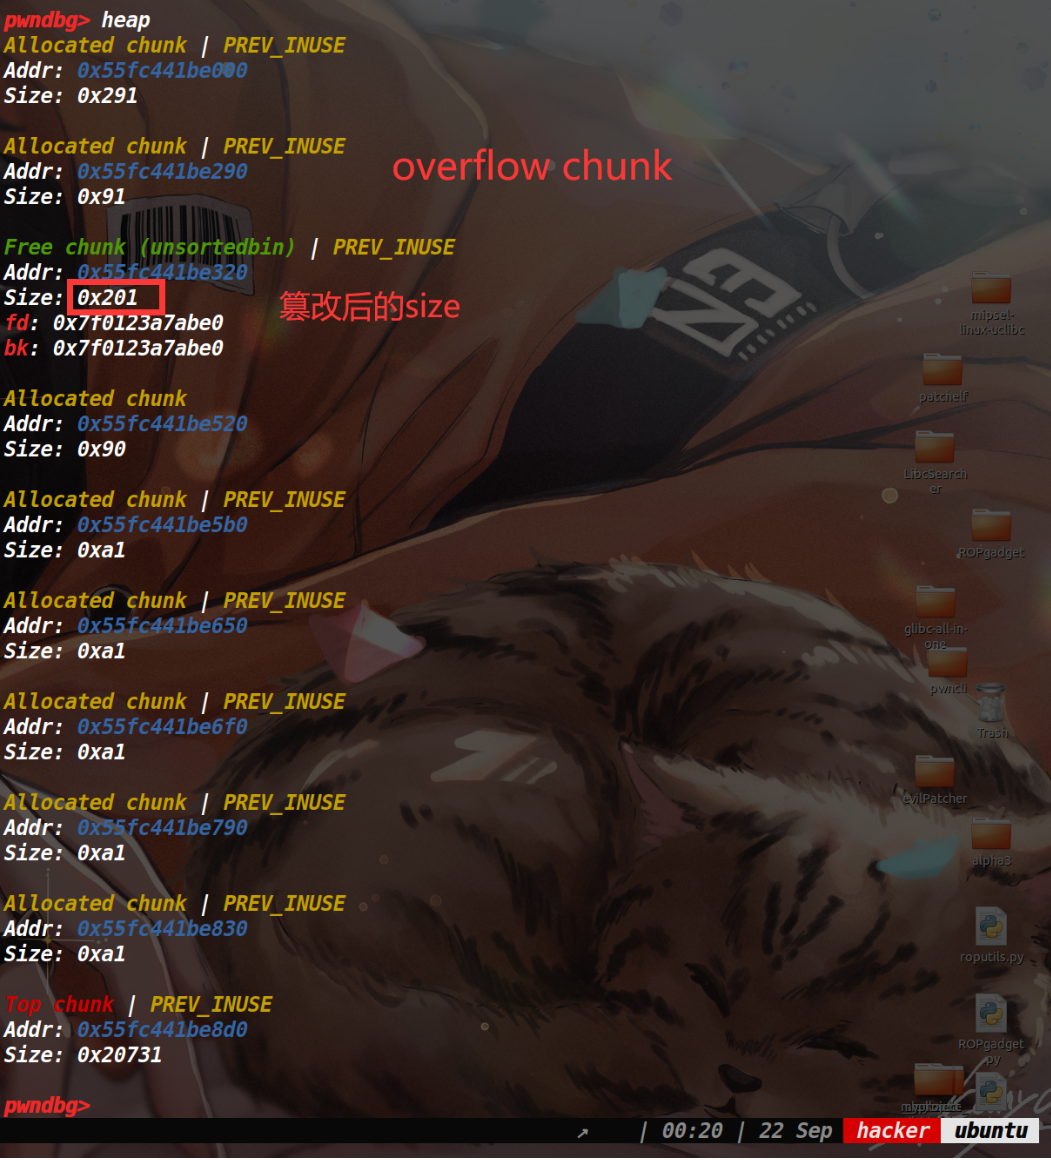 pwndbg> heap
Allocated chunk | PREV_INUSE
Addr: 0x55fc441be000
Size: 0x291
Allocated chunk | PREV_INUSE
overflow chunk
Addr: 0x55fc441be290
Size: 0x91
Free chunk (unsortedbin) | PREV_INUSE
Addr: 0x55fc441be320
Size: 0x201
篡改后的size
fd: 0x7f0123a7abe0
bk: 0x7f0123a7abe0
Allocated chunk
Addr: 0x55fc441be520
Size: 0x90
Allocated chunk | PREV_INUSE
Addr: 0x55fc441be5b0
Size: 0xa1
Allocated chunk | PREV_INUSE
Addr: 0x55fc441be650
Size: 0xa1
Allocated chunk | PREV_INUSE
Addr: 0x55fc441be6f0
Size: 0xa1
Allocated chunk | PREV_INUSE
Addr: 0x55fc441be790
Size: 0xa1
Allocated chunk | PREV_INUSE
Addr: 0x55fc441be830
Size: 0xa1
Top chunk | PREV_INUSE
Addr: 0x55fc441be8d0
Size: 0x20731
pwndbg>
mipsel-
linux-uclibc
patchelf
LibcSearch
er
ROPgadget
glibc-all-in-
one
pwncli
Trash
evilPatcher
alpha3
roputils.py
ROPgadget.
py
↗ | 00:20 | 22 Sep hacker ubuntu